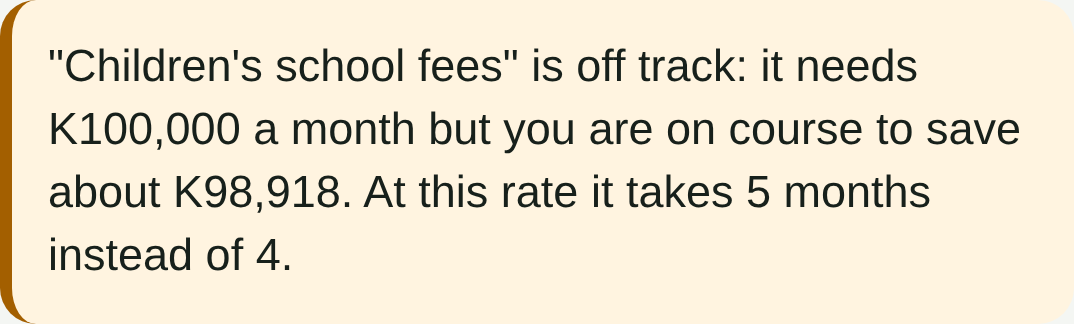 "Children's school fees" is off track: it needs
K100,000 a month but you are on course to save
about K98,918. At this rate it takes 5 months
instead of 4.